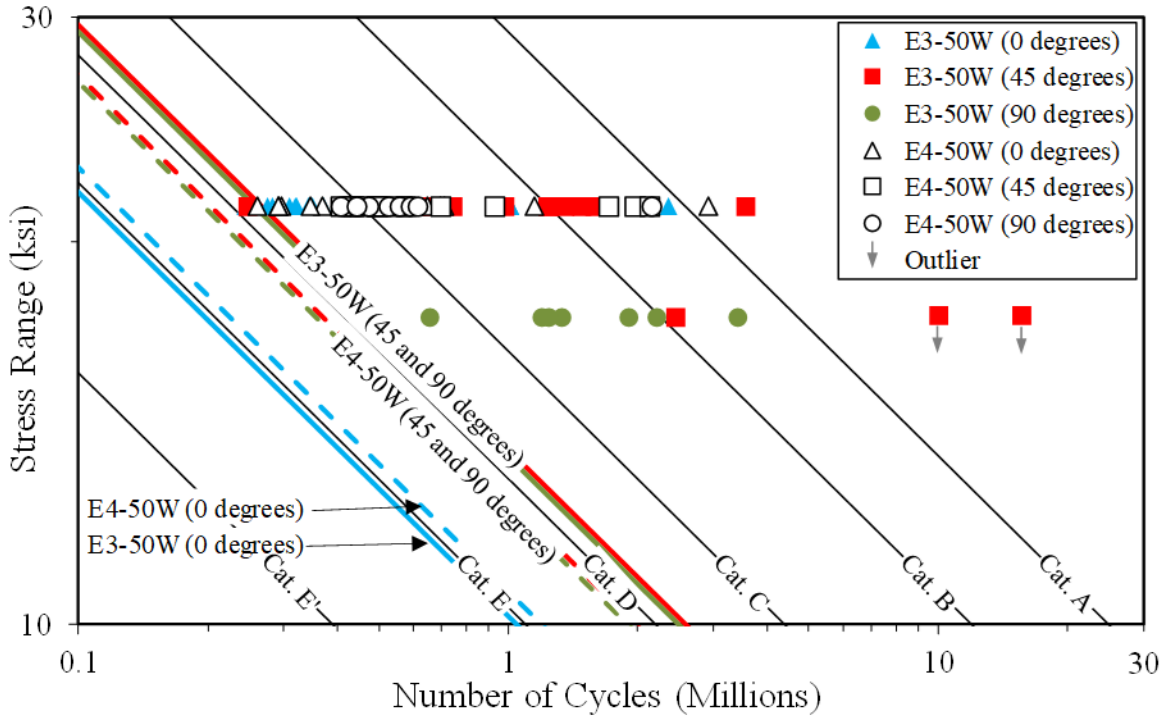 30
E3-50W (0 degrees)
E3-50W (45 degrees)
E3-50W (90 degrees)
E4-50W (0 degrees)
E4-50W (45 degrees)
E4-50W (90 degrees)
Outlier
Stress Range (ksi)
E3-50W (45 and 90 degrees)
E4-50W (45 and 90 degrees)
E4-50W (0 degrees)
E3-50W (0 degrees)
Cat. E'
Cat. E
Cat. D
Cat. C
Cat. B
Cat. A
10
0.1
1
10
30
Number of Cycles (Millions)